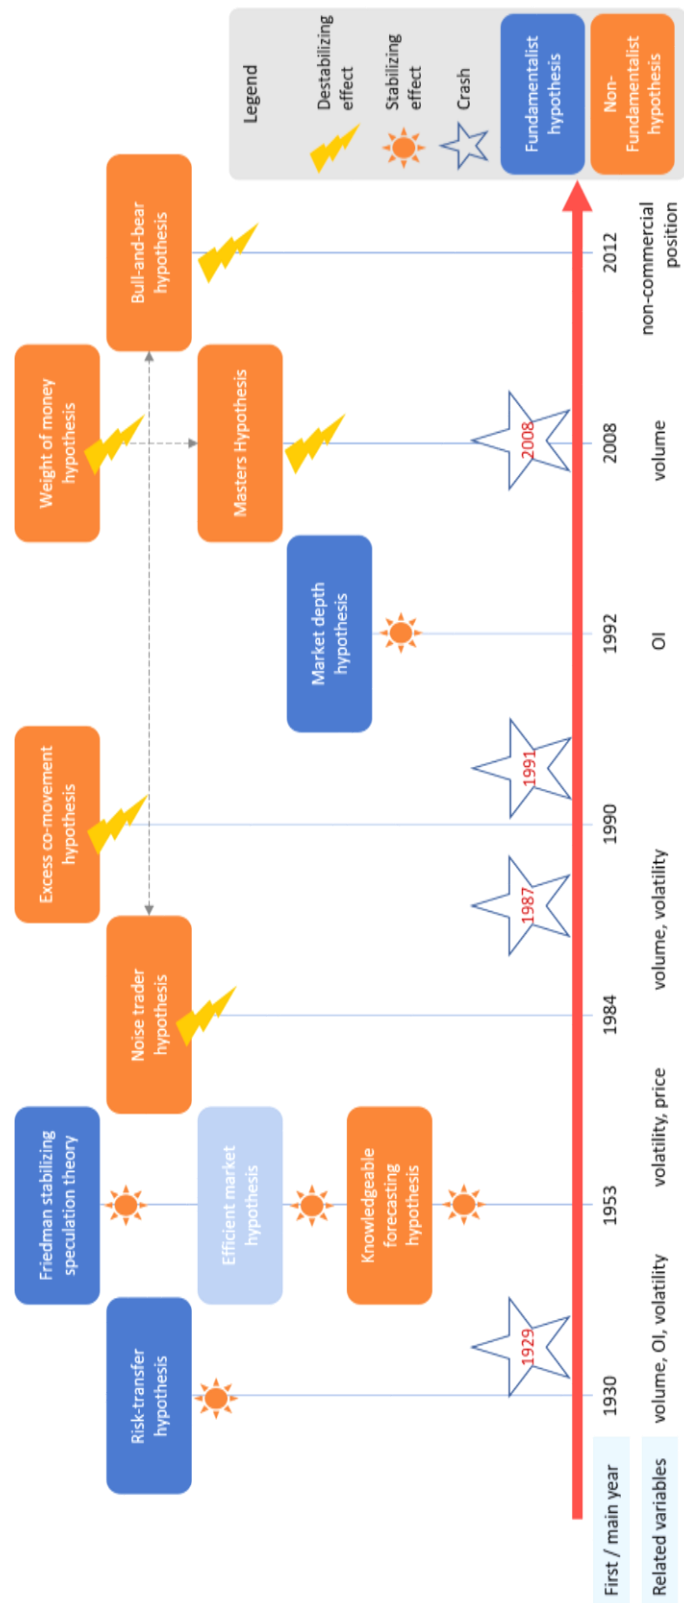 Legend
Destabilizing
effect
Stabilizing
effect
Crash
Fundamentalist
hypothesis
Non-
Fundamentalist
hypothesis
Friedman stabilizing
speculation theory
Excess co-movement
hypothesis
Weight of money
hypothesis
Risk-transfer
hypothesis
Noise trader
hypothesis
Bull-and-bear
hypothesis
Efficient market
hypothesis
Masters Hypothesis
Market depth
hypothesis
Knowledgeable
forecasting
hypothesis
1929
1987
1991
2008
First / main year
1930
1953
1984
1990
1992
2008
2012
Related variables
volume, OI, volatility
volatility, price
volume, volatility
OI
volume
non-commercial
position